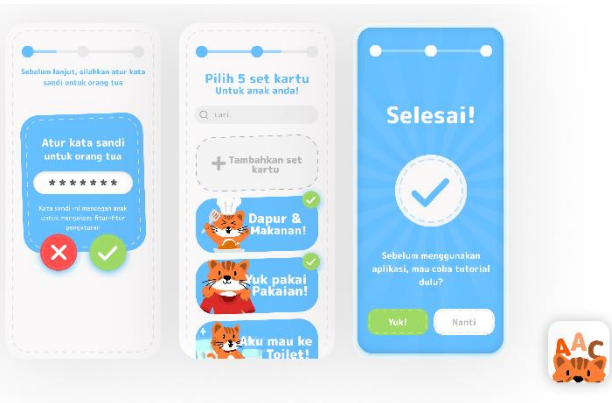 Sebelum lanjut, silahkan atur kata
sandi untuk orang tua
Atur kata sandi
untuk orang tua
*******
Kata sandi ini mencegah anak
untuk mengakses fitur-fitur
pengaturan
Pilih 5 set kartu
Untuk anak anda!
Cari
Tambahkan set
kartu
Dapur &
Makanan!
Yuk pakai
Pakaian!
Aku mau ke
Toilet!
Selesai!
Sebelum menggunakan
aplikasi, mau coba tutorial
dulu?
Yuk!
Nanti
AAC